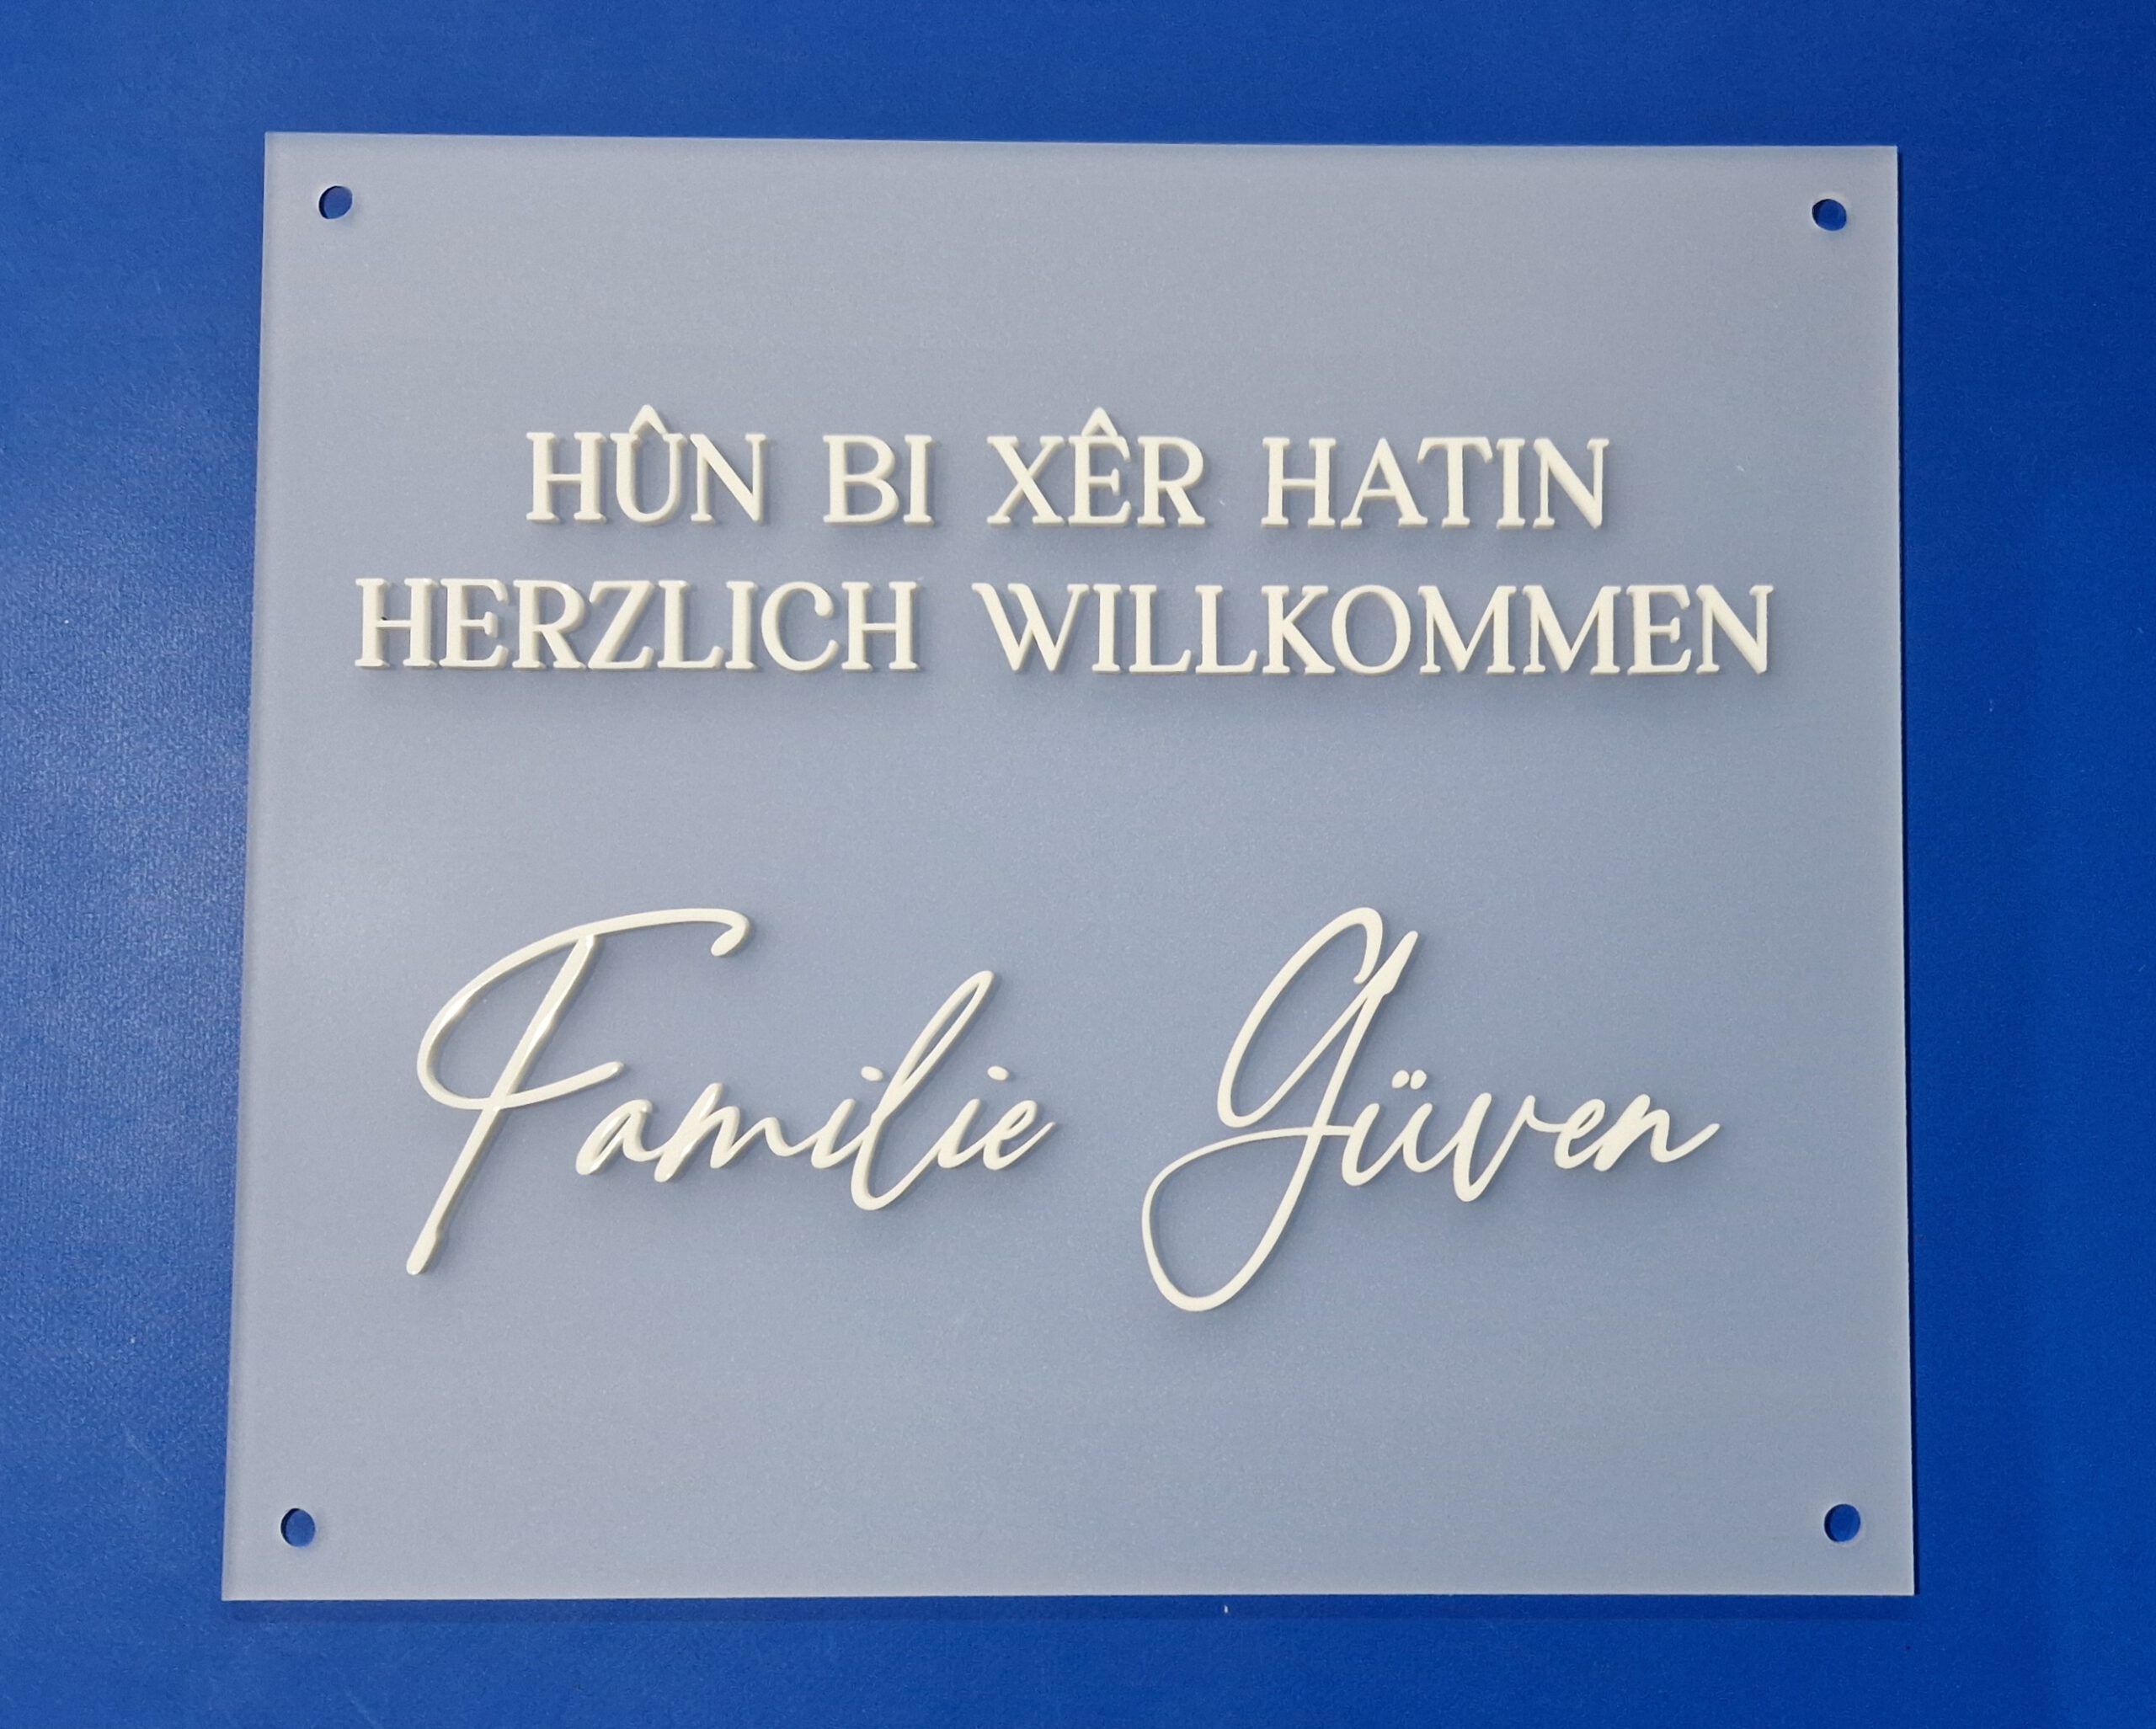 HÛN BI XÊR HATIN
HERZLICH WILLKOMMEN
Familie Güven